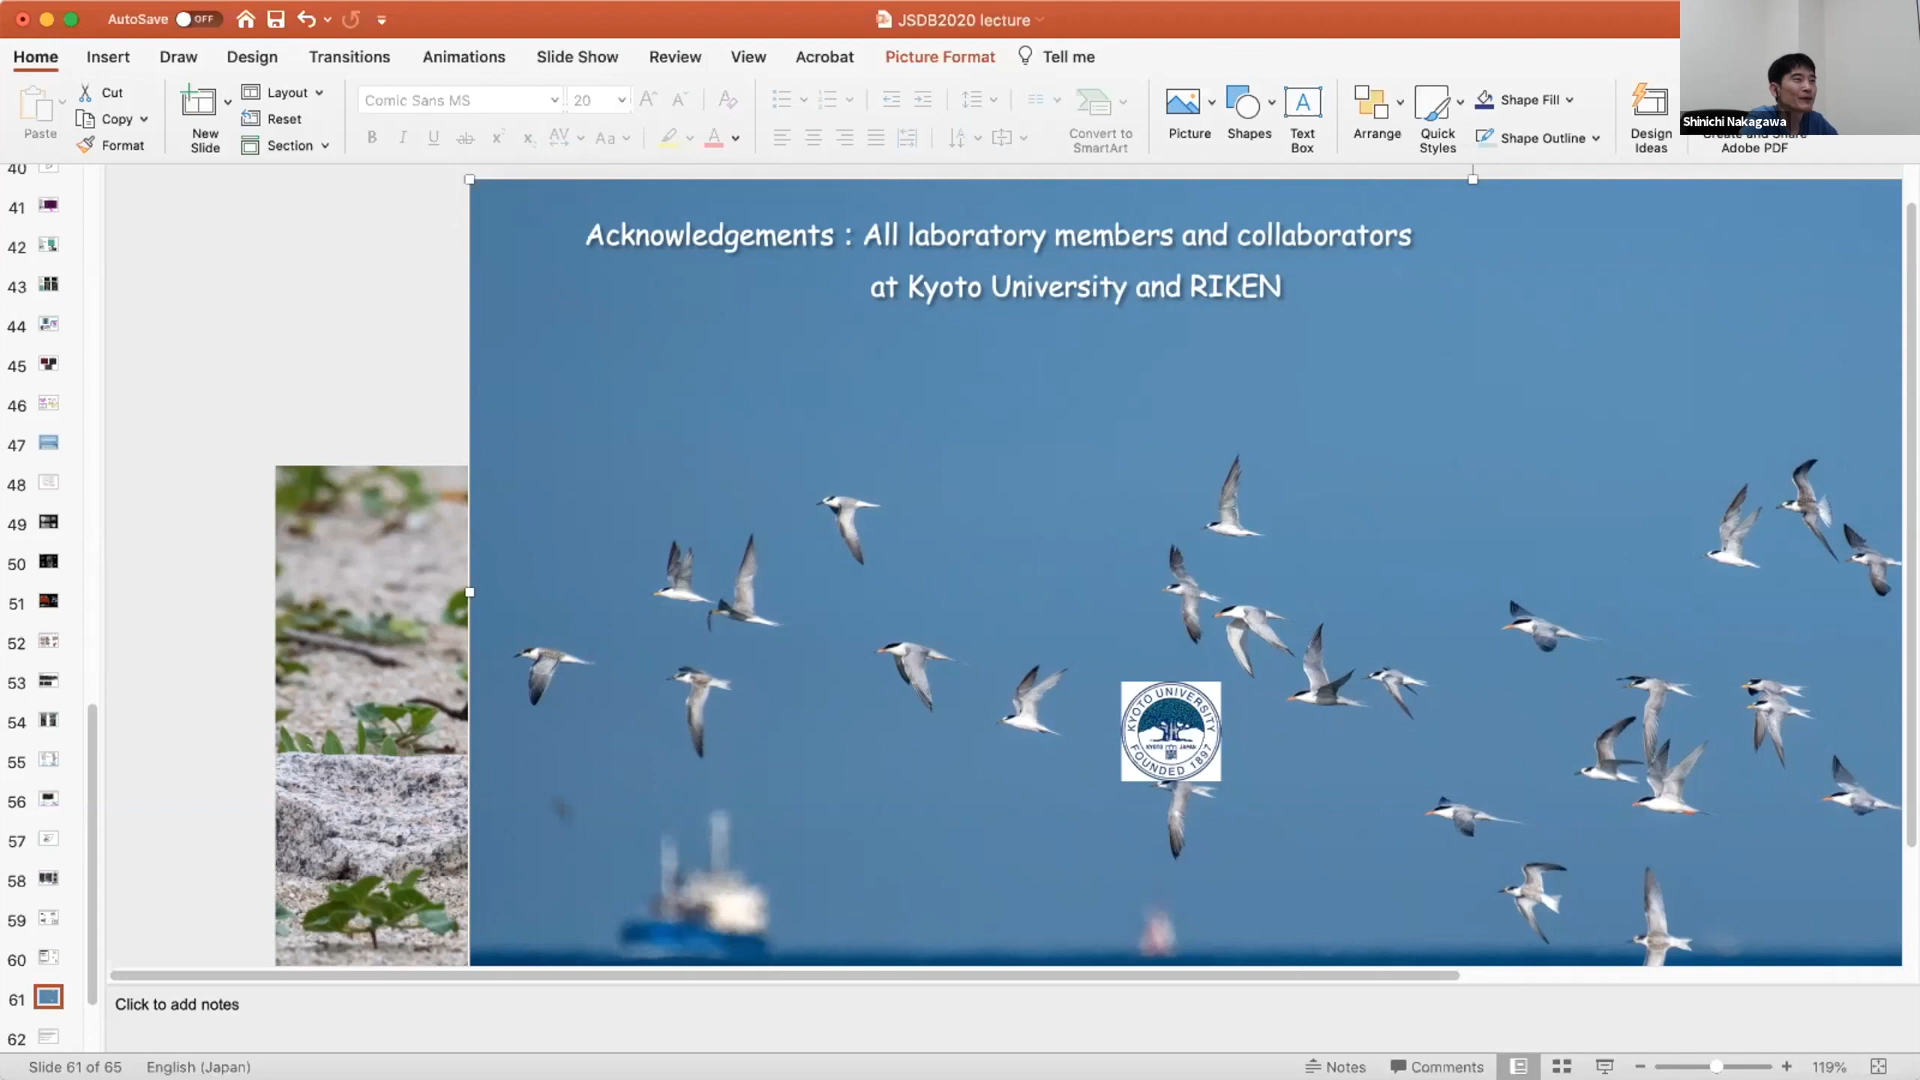 AutoSave
OFF
JSDB2020 lecture
Home
Insert
Draw
Design
Transitions
Animations
Slide Show
Review
View
Acrobat
Picture Format
Tell me
Paste
Cut
Copy
Format
New Slide
Layout
Reset
Section
Comic Sans MS
20
Convert to SmartArt
Picture
Shapes
Text Box
Arrange
Quick Styles
Shape Fill
Shape Outline
Design Ideas
Create and Share Adobe PDF
Shinichi Nakagawa
Acknowledgements : All laboratory members and collaborators
at Kyoto University and RIKEN
KYOTO UNIVERSITY
KYOTO JAPAN
FOUNDED 1897
40
41
42
43
44
45
46
47
48
49
50
51
52
53
54
55
56
57
58
59
60
61
62
Click to add notes
Slide 61 of 65
English (Japan)
Notes
Comments
119%